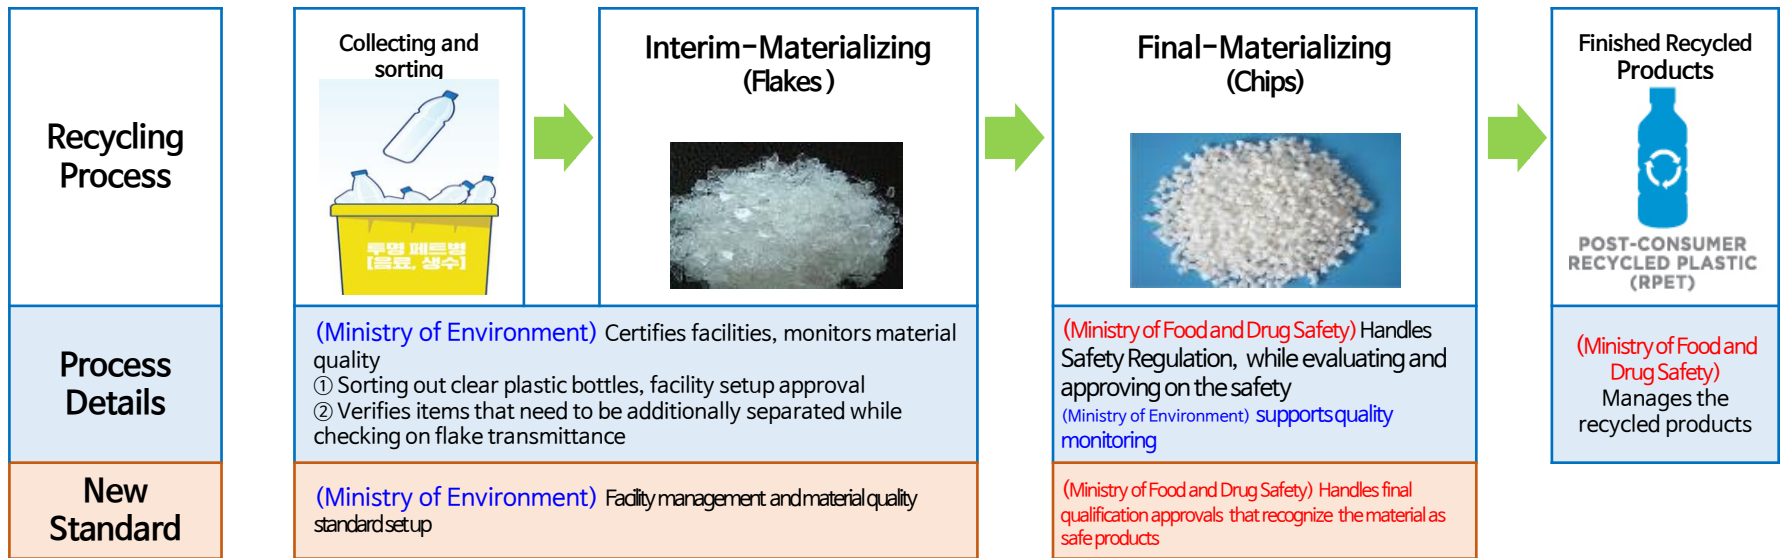 Recycling
Process
Collecting and
sorting
투명 페트병
[음료, 생수]
Interim-Materializing
(Flakes)
Final-Materializing
(Chips)
Finished Recycled
Products
POST-CONSUMER
RECYCLED PLASTIC
(RPET)
Process
Details
(Ministry of Environment) Certifies facilities, monitors material
quality
① Sorting out clear plastic bottles, facility setup approval
② Verifies items that need to be additionally separated while
checking on flake transmittance
(Ministry of Food and Drug Safety) Handles
Safety Regulation, while evaluating and
approving on the safety
(Ministry of Environment) supports quality
monitoring
(Ministry of Food and
Drug Safety)
Manages the
recycled products
New
Standard
(Ministry of Environment) Facility management and material quality
standard setup
(Ministry of Food and Drug Safety) Handles final
qualification approvals that recognize the material as
safe products